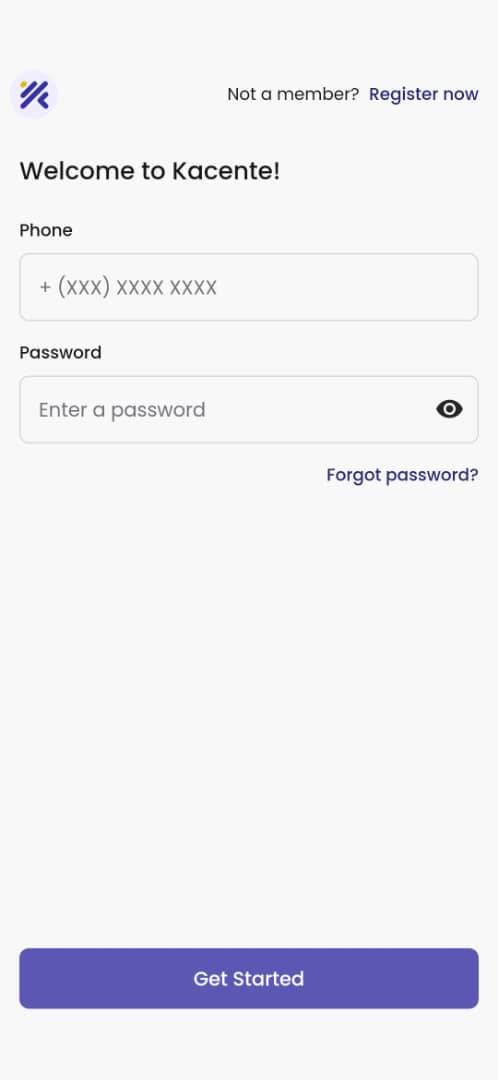 Not a member? Register now
Welcome to Kacente!
Phone
+ (XXX) XXXX XXXX
Password
Enter a password
Forgot password?
Get Started